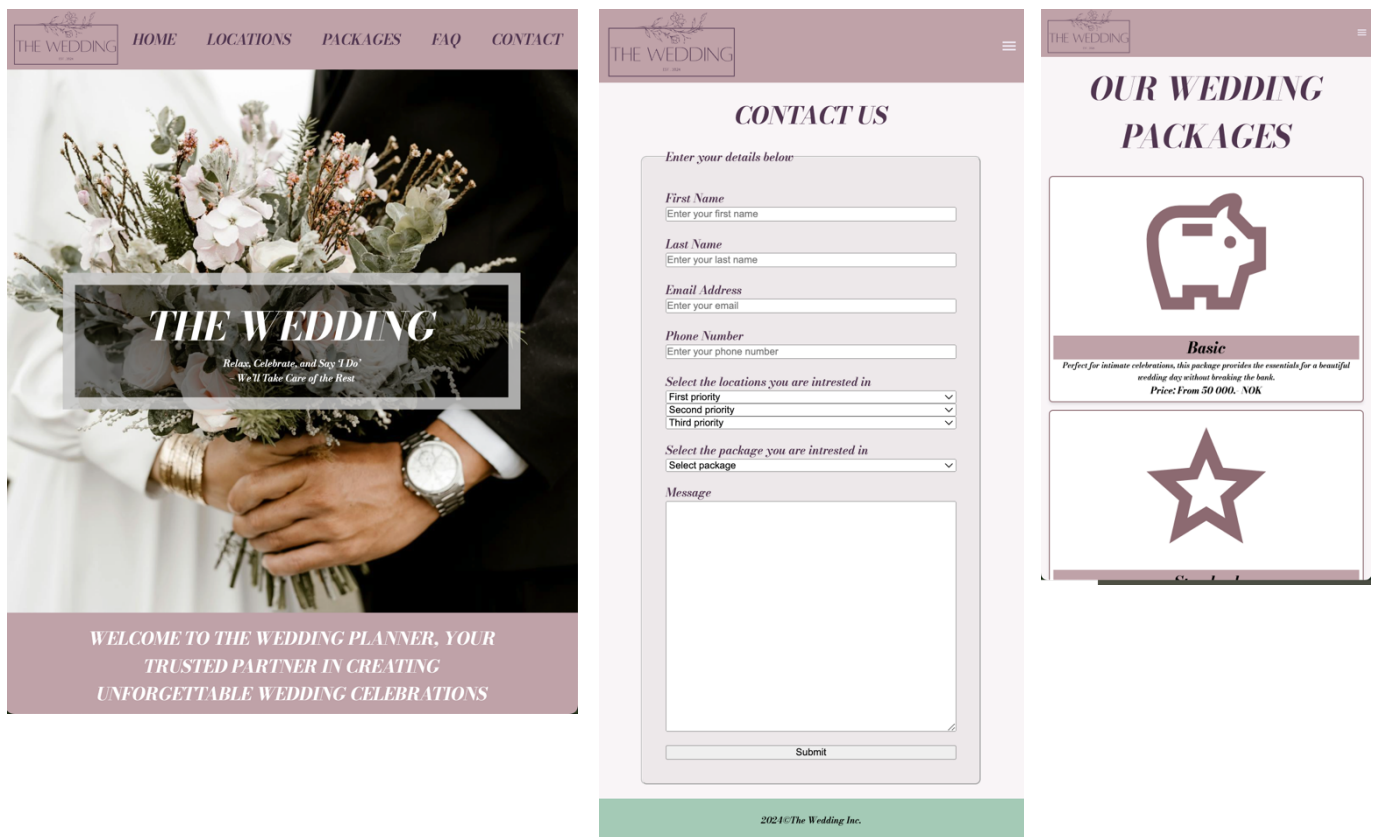 THE WEDDING
HOME LOCATIONS PACKAGES FAQ CONTACT
THE WEDDING
Relax, Celebrate, and Say 'I Do'
– We'll Take Care of the Rest
WELCOME TO THE WEDDING PLANNER, YOUR
TRUSTED PARTNER IN CREATING
UNFORGETTABLE WEDDING CELEBRATIONS
THE WEDDING
CONTACT US
Enter your details below
First Name
Enter your first name
Last Name
Enter your last name
Email Address
Enter your email
Phone Number
Enter your phone number
Select the locations you are intrested in
First priority
Second priority
Third priority
Select the package you are intrested in
Select package
Message
Submit
2024©The Wedding Inc.
THE WEDDING
OUR WEDDING
PACKAGES
Basic
Perfect for intimate celebrations, this package provides the essentials for a beautiful
wedding day without breaking the bank.
Price: From 50 000.- NOK